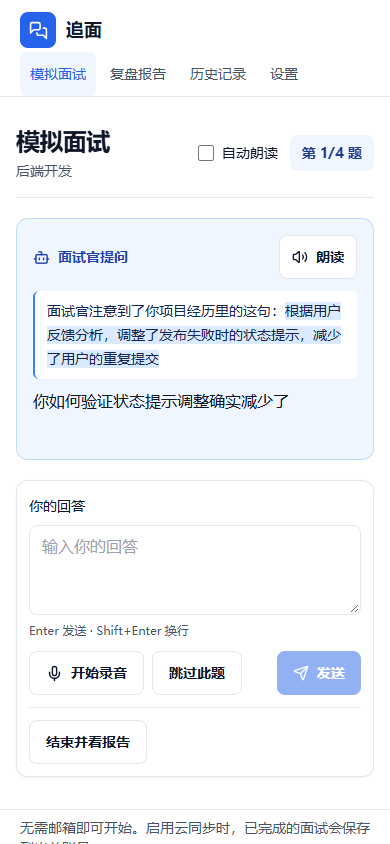 追面
模拟面试 复盘报告 历史记录 设置
模拟面试
后端开发
自动朗读
第 1/4 题
面试官提问
朗读
面试官注意到了你项目经历里的这句：根据用户
反馈分析，调整了发布失败时的状态提示，减少
了用户的重复提交
你如何验证状态提示调整确实减少了
你的回答
输入你的回答
Enter 发送 · Shift+Enter 换行
开始录音 跳过此题 发送
结束并看报告
无需邮箱即可开始。启用云同步时，已完成的面试会保存